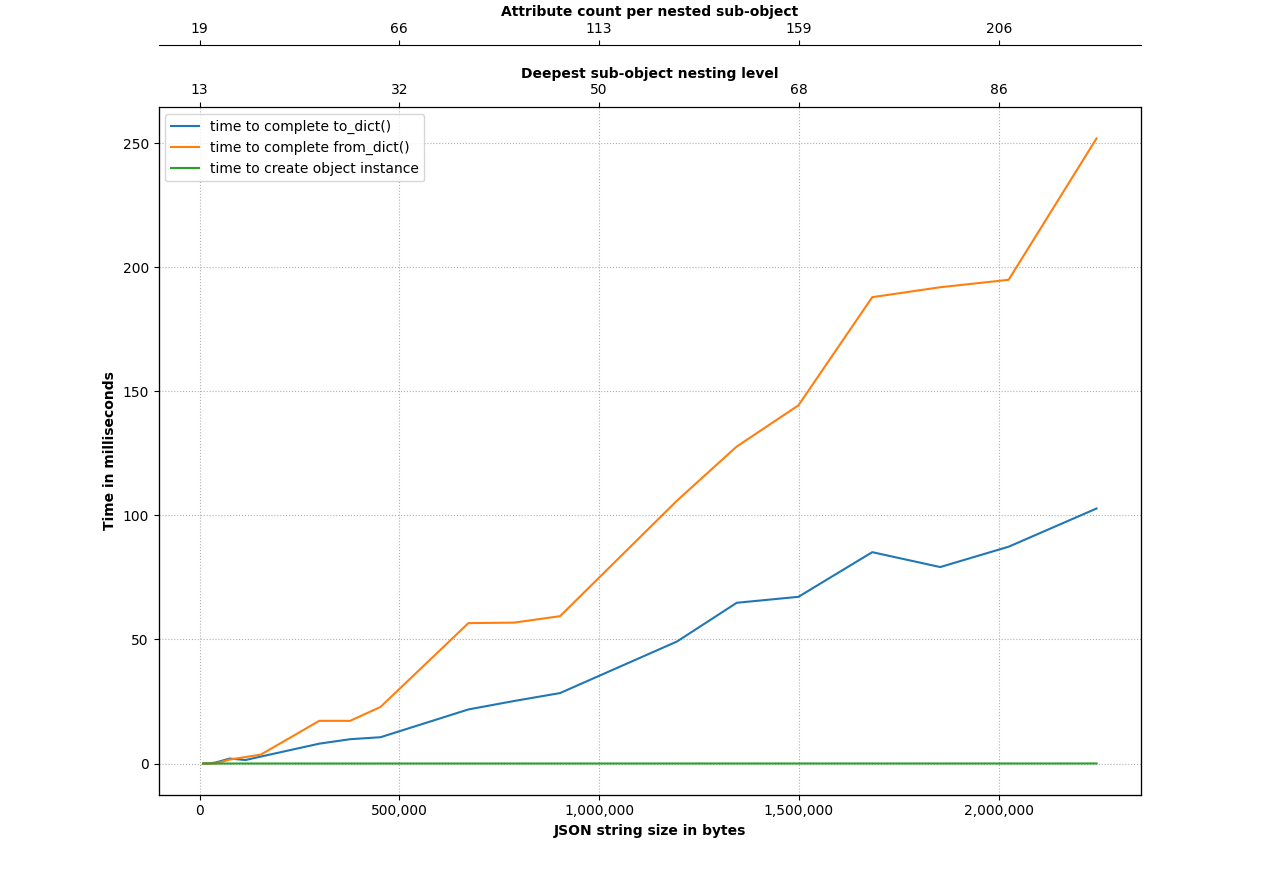 Attribute count per nested sub-object
19 66 113 159 206
Deepest sub-object nesting level
13 32 50 68 86
time to complete to_dict()
time to complete from_dict()
time to create object instance
250
200
150
100
50
0
Time in milliseconds
0 500,000 1,000,000 1,500,000 2,000,000
JSON string size in bytes